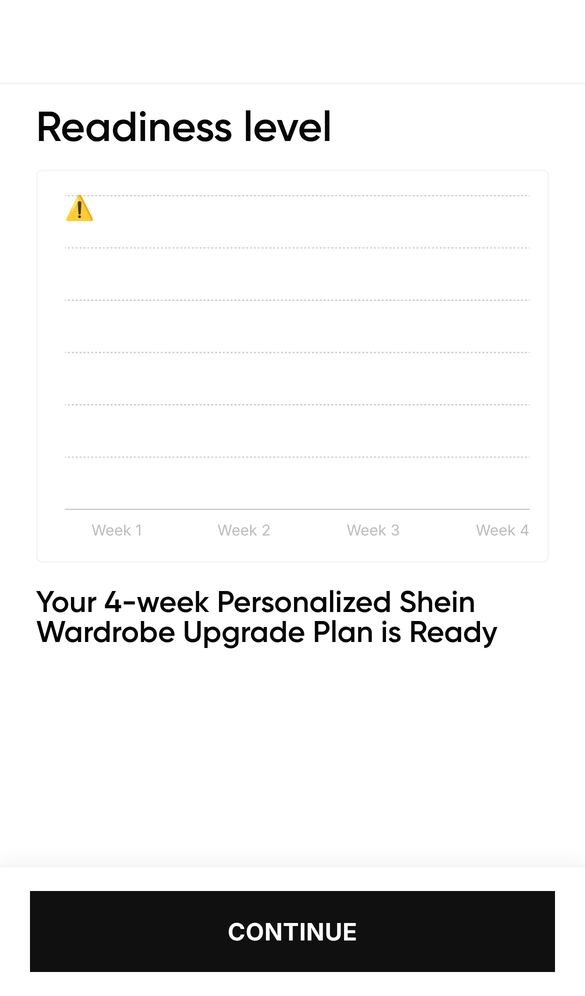 Readiness level
Week 1 Week 2 Week 3 Week 4
Your 4-week Personalized Shein
Wardrobe Upgrade Plan is Ready
CONTINUE